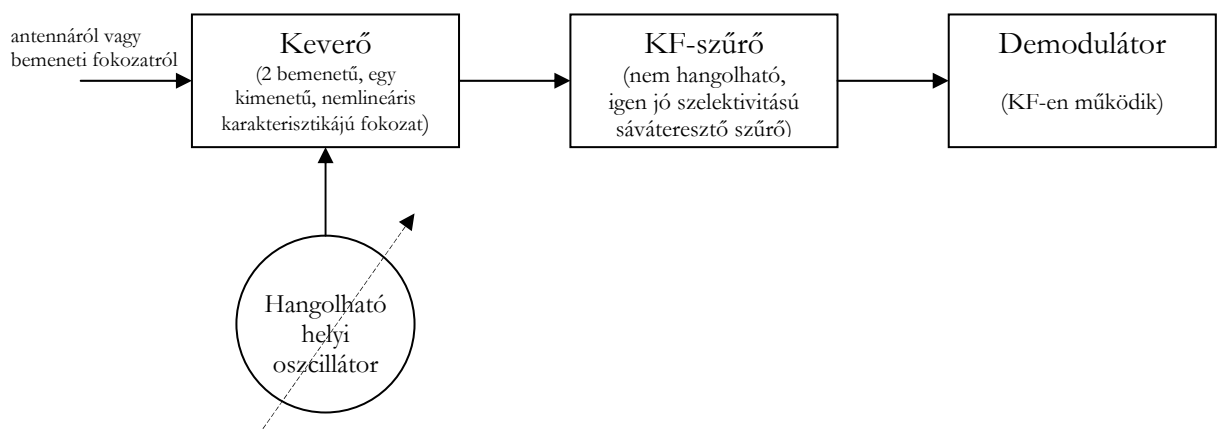 antennáról vagy
bemeneti fokozatról
Keverő
(2 bemenetű, egy
kimenetű, nemlineáris
karakterisztikájú fokozat)
KF-szűrő
(nem hangolható,
igen jó szelektivitású
sáváteresztő szűrő)
Demodulátor
(KF-en működik)
Hangolható
helyi
oszcillátor